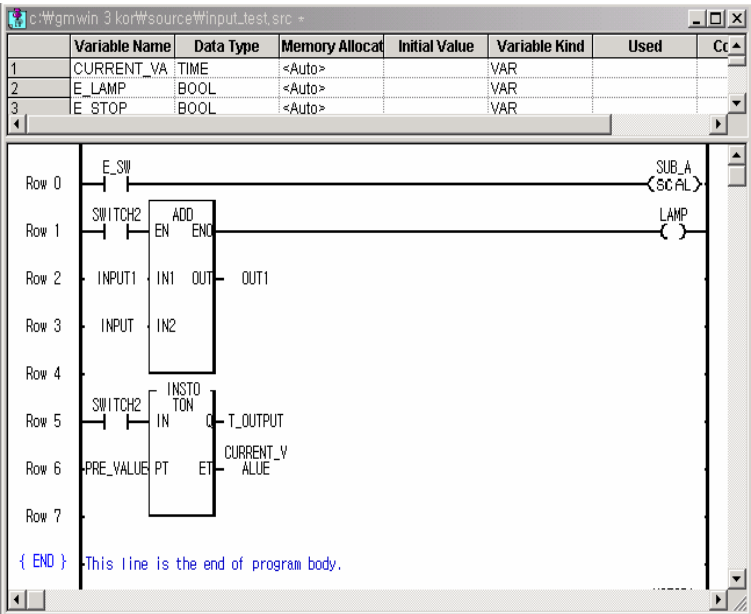 c:₩gmwin 3 kor₩source₩input_test,src *
Variable Name Data Type Memory Allocat Initial Value Variable Kind Used
1 CURRENT_VA TIME <Auto> VAR
2 E_LAMP BOOL <Auto> VAR
3 E_STOP BOOL <Auto> VAR
E_SW SUB_A
Row 0 SCAL
SWITCH2 ADD LAMP
Row 1 EN ENO
Row 2 INPUT1 IN1 OUT OUT1
Row 3 INPUT IN2
Row 4
INSTO
SWITCH2 TON
Row 5 IN Q T_OUTPUT
CURRENT_V
Row 6 PRE_VALUE PT ET ALUE
Row 7
{ END } This line is the end of program body.